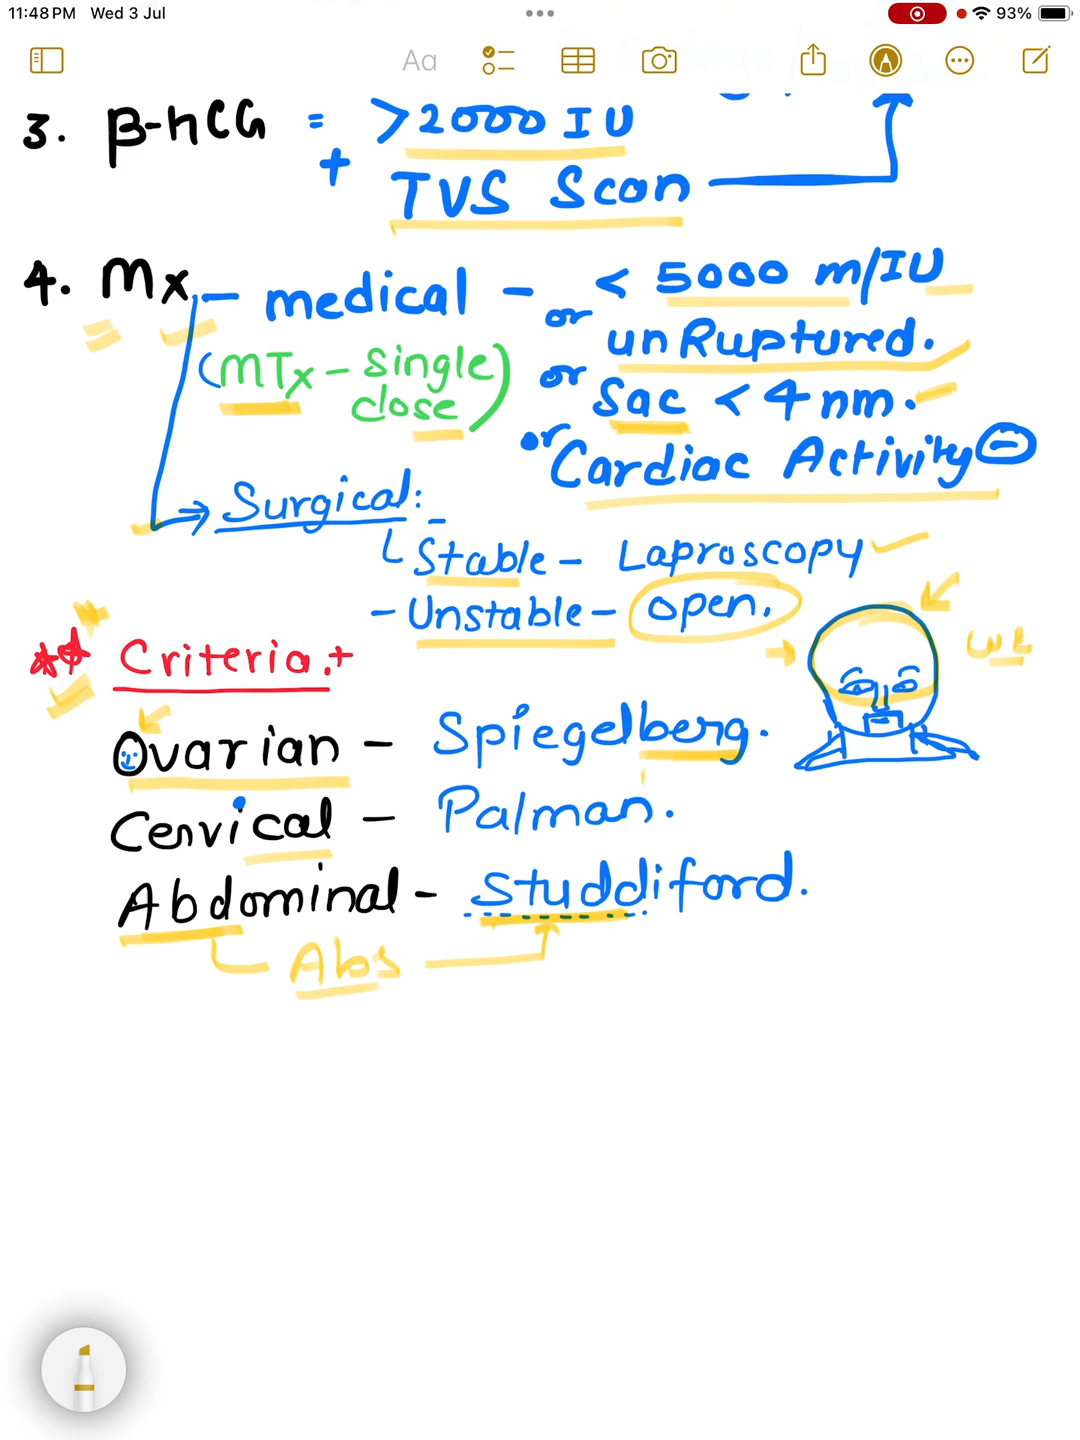 11:48 PM Wed 3 Jul
93%
Aa
3. β-hCG = >2000 IU
+ TVS Scan
4. Mx – medical – < 5000 m/IU
or unRuptured.
(MTx – Single dose)
or Sac < 4 nm.
or Cardiac Activity ⊖
→ Surgical:-
Stable – Laproscopy
- Unstable – open.
** Criteria:+
Ovarian – Spiegelberg.
Cervical – Palman.
Abdominal – Studdiford.
Abs